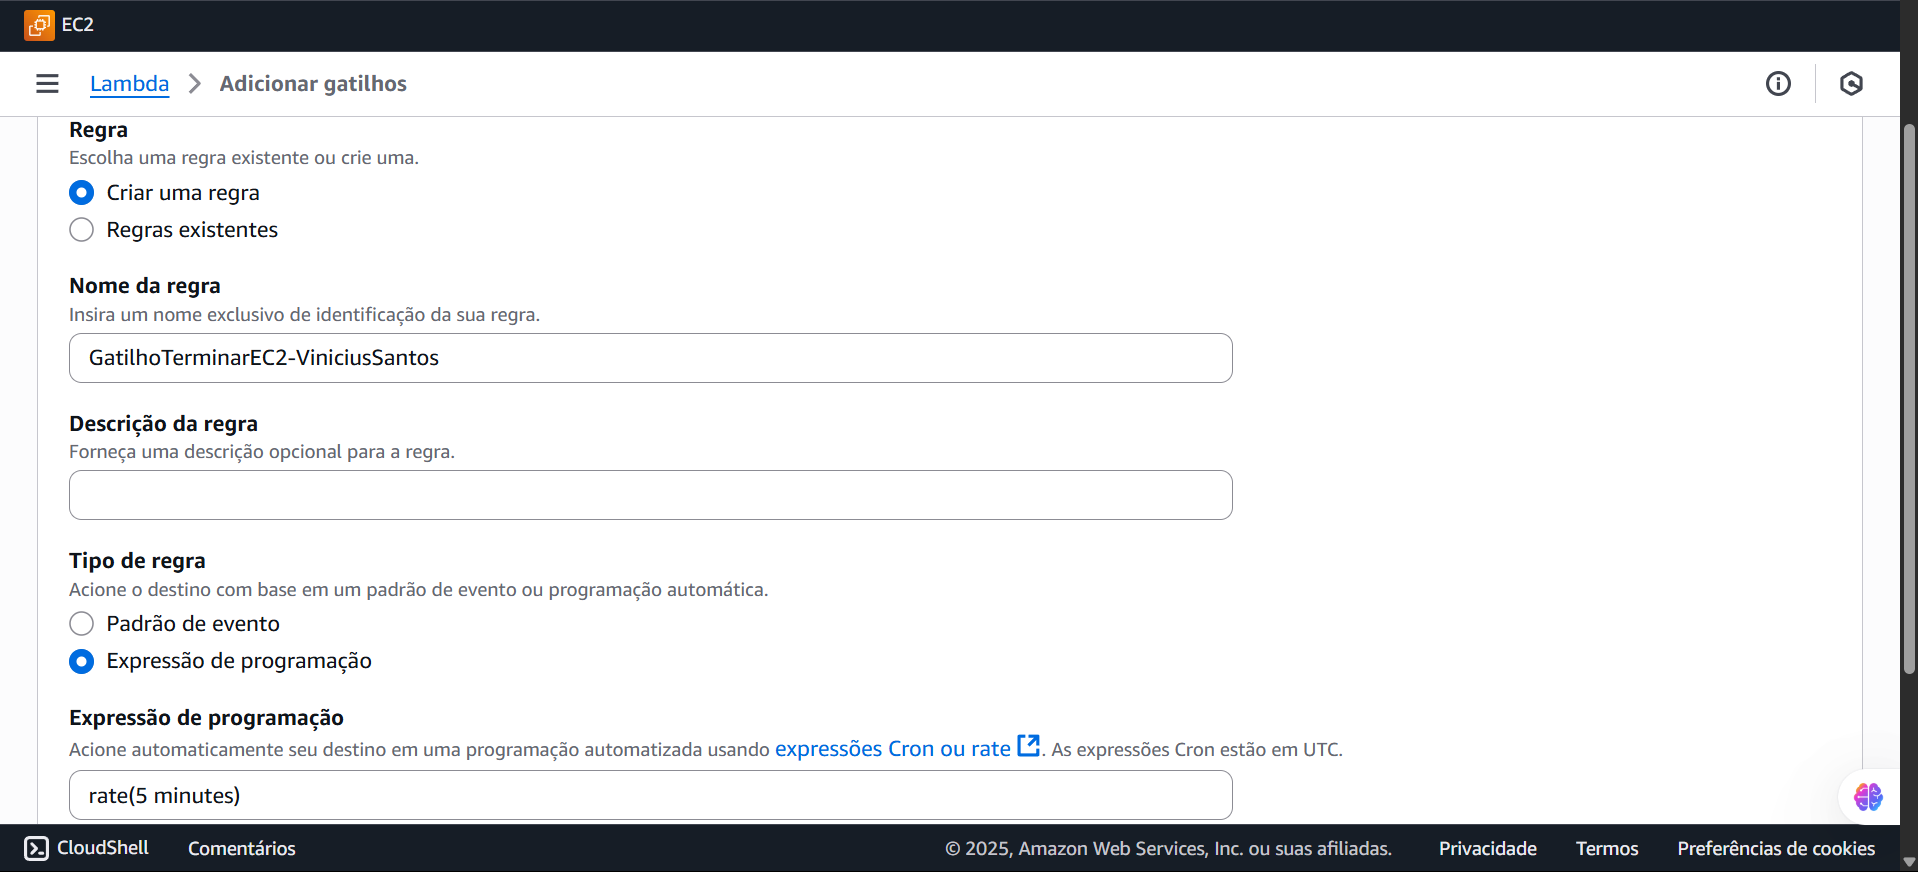 EC2
Lambda > Adicionar gatilhos
Regra
Escolha uma regra existente ou crie uma.
Criar uma regra
Regras existentes
Nome da regra
Insira um nome exclusivo de identificação da sua regra.
GatilhoTerminarEC2-ViniciusSantos
Descrição da regra
Forneça uma descrição opcional para a regra.
Tipo de regra
Acione o destino com base em um padrão de evento ou programação automática.
Padrão de evento
Expressão de programação
Expressão de programação
Acione automaticamente seu destino em uma programação automatizada usando expressões Cron ou rate. As expressões Cron estão em UTC.
rate(5 minutes)
CloudShell Comentários © 2025, Amazon Web Services, Inc. ou suas afiliadas. Privacidade Termos Preferências de cookies